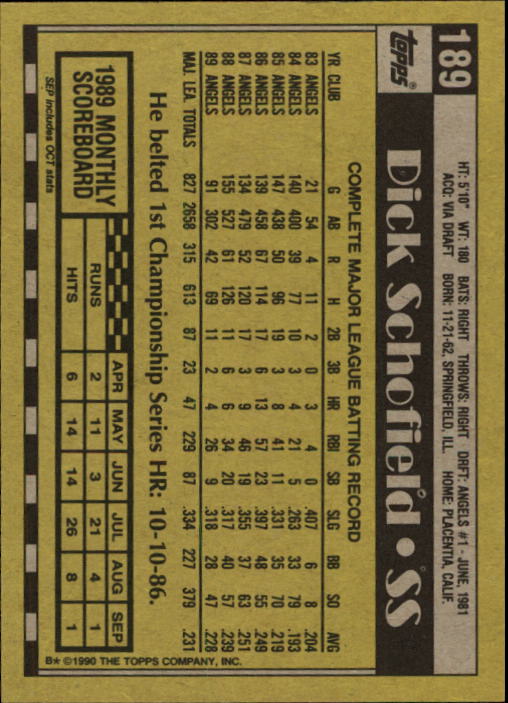 189
topps®
Dick Schofield • SS
HT: 5'10" WT: 180 BATS: RIGHT THROWS: RIGHT DRFT: ANGELS #1 - JUNE, 1981
ACQ: VIA DRAFT BORN: 11-21-62, SPRINGFIELD, ILL. HOME: PLACENTIA, CALIF.
COMPLETE MAJOR LEAGUE BATTING RECORD
YR CLUB G AB R H 2B 3B HR RBI SB SLG BB SO AVG
83 ANGELS 21 54 4 11 2 0 3 4 0 .407 6 8 .204
84 ANGELS 140 400 39 77 10 3 4 21 5 .263 33 79 .193
85 ANGELS 147 438 50 96 19 3 8 41 11 .331 35 70 .219
86 ANGELS 139 458 67 114 17 6 13 57 23 .397 48 55 .249
87 ANGELS 134 479 52 120 17 3 9 46 19 .355 37 63 .251
88 ANGELS 155 527 61 126 11 6 6 34 20 .317 40 57 .239
89 ANGELS 91 302 42 69 11 2 4 26 9 .318 28 47 .228
MAJ. LEA. TOTALS 827 2658 315 613 87 23 47 229 87 .334 227 379 .231
He belted 1st Championship Series HR: 10-10-86.
1989 MONTHLY
SCOREBOARD
SEP includes OCT stats
APR MAY JUN JUL AUG SEP
RUNS 2 11 3 21 4 1
HITS 6 14 14 26 8 1
B* ©1990 THE TOPPS COMPANY, INC.